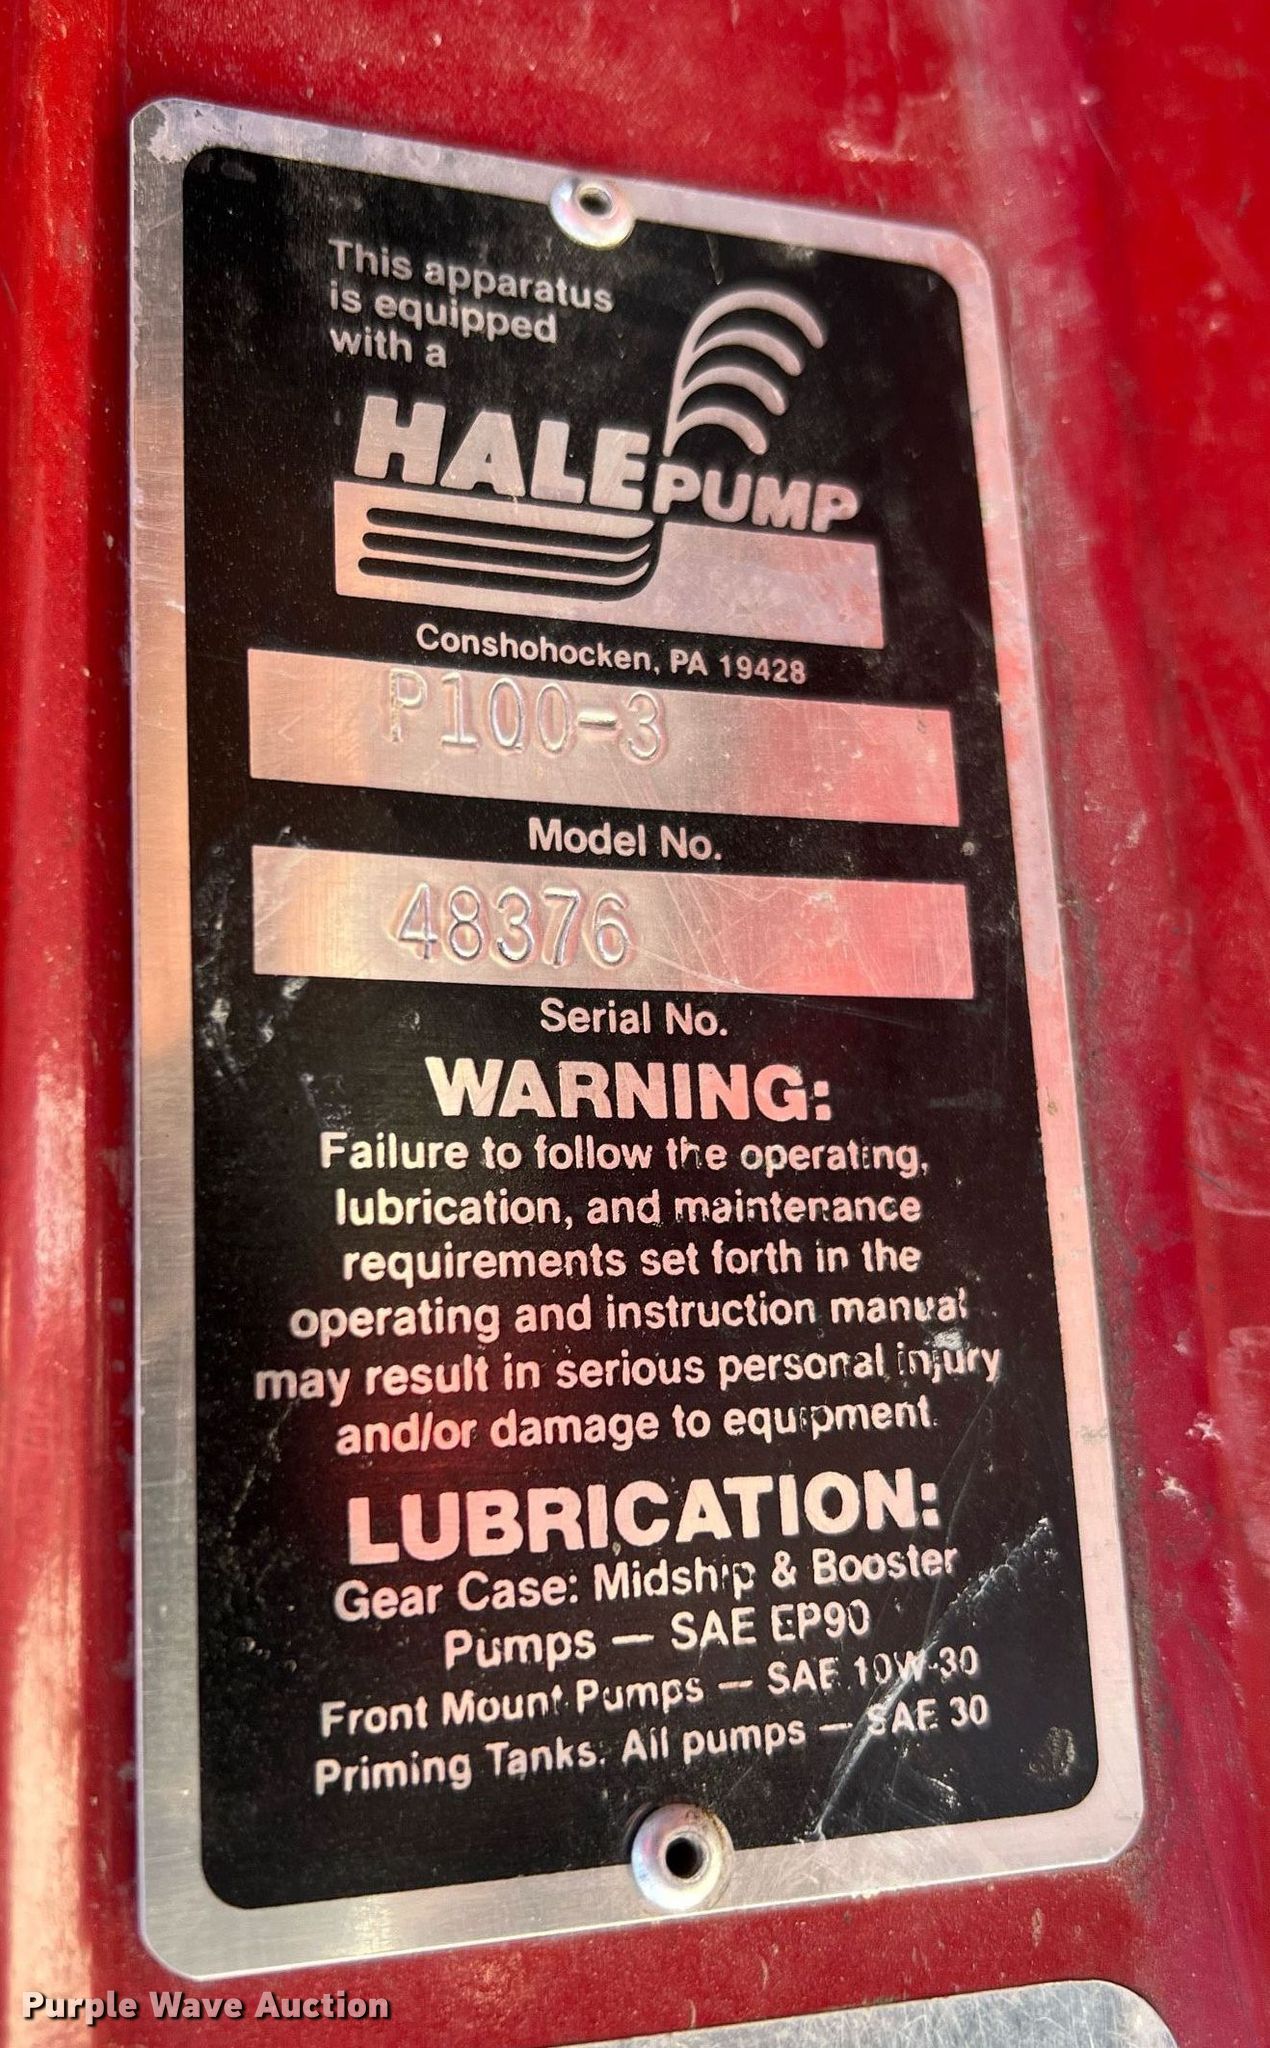 This apparatus
is equipped
with a
HALE PUMP
Conshohocken, PA 19428
P100-3
Model No.
48376
Serial No.
WARNING:
Failure to follow the operating,
lubrication, and maintenance
requirements set forth in the
operating and instruction manual
may result in serious personal injury
and/or damage to equipment.
LUBRICATION:
Gear Case: Midship & Booster
Pumps — SAE EP90
Front Mount Pumps — SAE 10W-30
Priming Tanks: All pumps — SAE 30
Purple Wave Auction